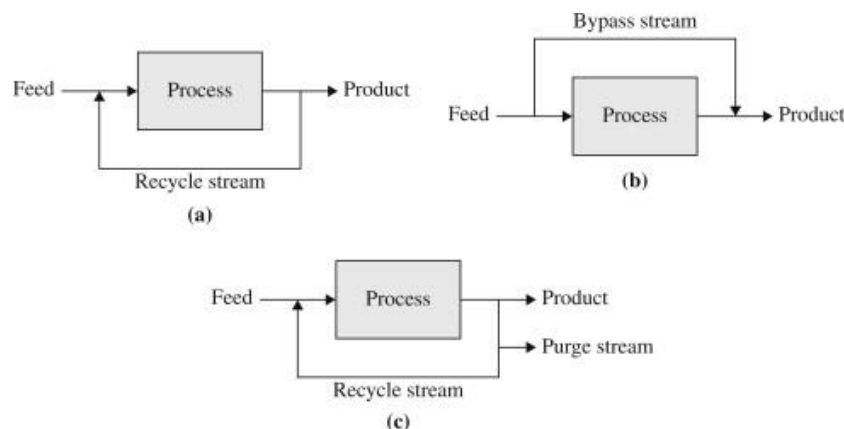 Feed
Process
Product
Recycle stream
(a)
Bypass stream
Feed
Process
Product
(b)
Feed
Process
Product
Purge stream
Recycle stream
(c)